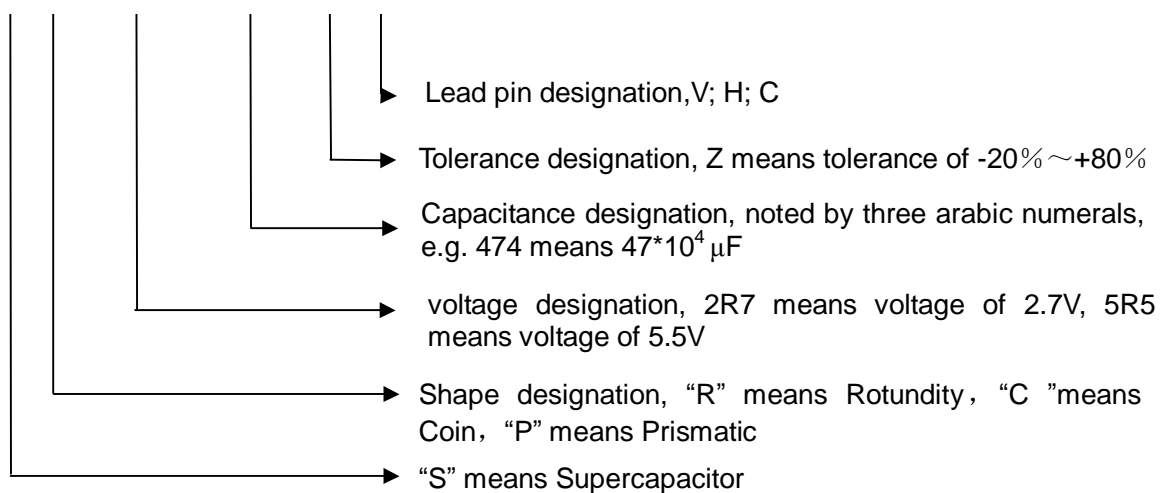 Lead pin designation,V; H; C
Tolerance designation, Z means tolerance of -20%～+80%
Capacitance designation, noted by three arabic numerals,
e.g. 474 means 47*10⁴ μF
voltage designation, 2R7 means voltage of 2.7V, 5R5
means voltage of 5.5V
Shape designation, “R” means Rotundity，“C ”means
Coin，“P” means Prismatic
“S” means Supercapacitor